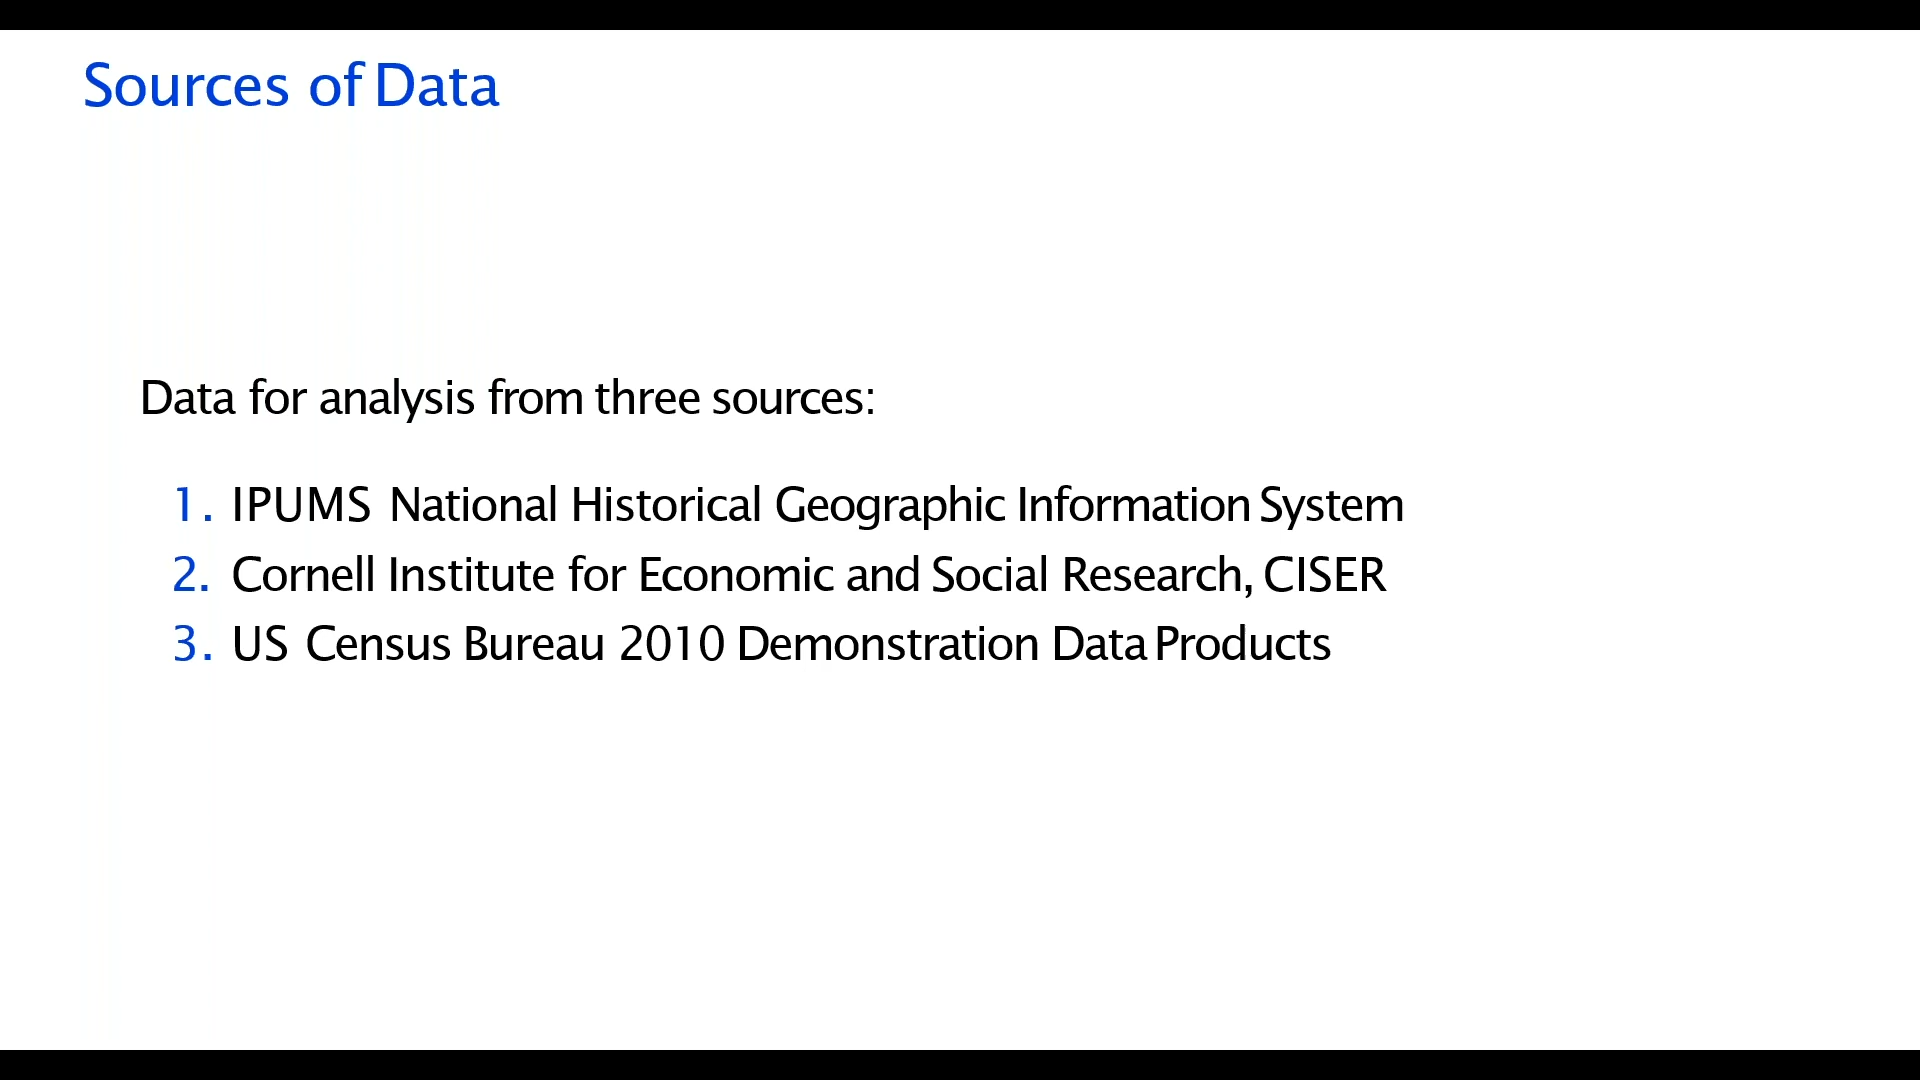 Sources of Data
Data for analysis from three sources:
1. IPUMS National Historical Geographic Information System
2. Cornell Institute for Economic and Social Research, CISER
3. US Census Bureau 2010 Demonstration Data Products